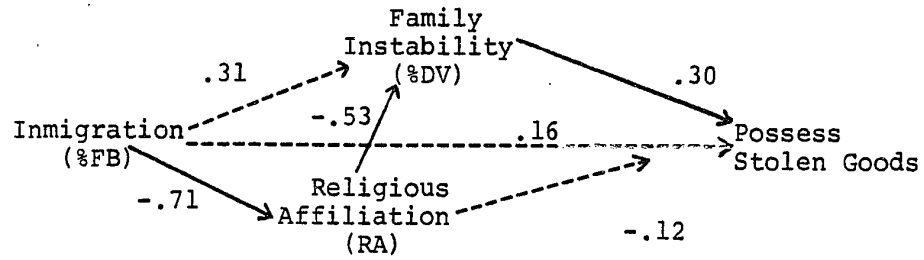 Family
Instability
(%DV)
.31
.30
-.53
.16
Inmigration
(%FB)
Possess
Stolen Goods
-.71
Religious
Affiliation
(RA)
-.12